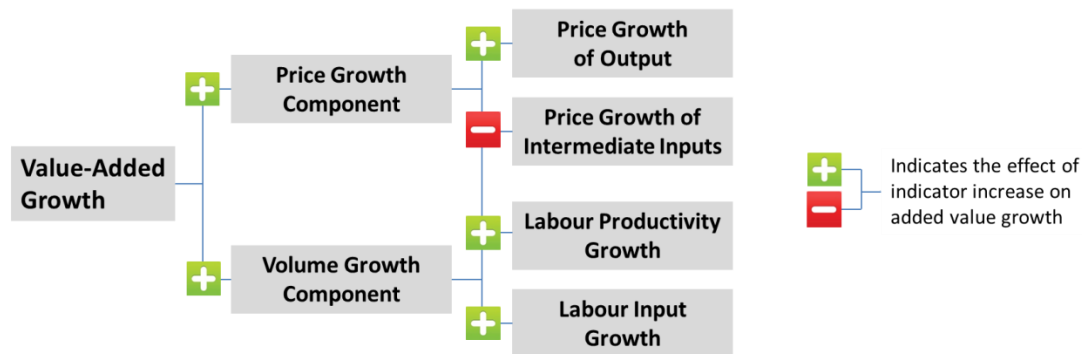 Price Growth
of Output
Price Growth
Component
Price Growth of
Intermediate Inputs
Value-Added
Growth
Indicates the effect of
indicator increase on
added value growth
Labour Productivity
Growth
Volume Growth
Component
Labour Input
Growth